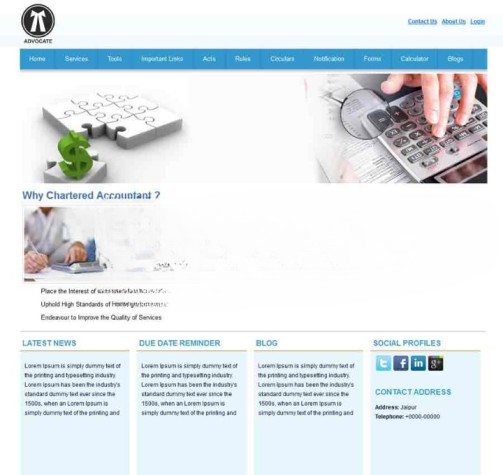 ADVOCATE
Contact Us About Us Login
Home Services Tools Important Links Acts Rules Circulars Notification Forms Calculator Blogs
Why Chartered Accountant ?
Place the Interest of
Uphold High Standards of
Endeavour to Improve the Quality of Services
LATEST NEWS
Lorem Ipsum is simply dummy text of
the printing and typesetting industry.
Lorem Ipsum has been the industry's
standard dummy text ever since the
1500s, when an Lorem Ipsum is
simply dummy text of the printing and
DUE DATE REMINDER
Lorem Ipsum is simply dummy text of
the printing and typesetting industry.
Lorem Ipsum has been the industry's
standard dummy text ever since the
1500s, when an Lorem Ipsum is
simply dummy text of the printing and
BLOG
Lorem Ipsum is simply dummy text of
the printing and typesetting industry.
Lorem Ipsum has been the industry's
standard dummy text ever since the
1500s, when an Lorem Ipsum is
simply dummy text of the printing and
SOCIAL PROFILES
t f in g+
CONTACT ADDRESS
Address: Jaipur
Telephone: +0000-00000